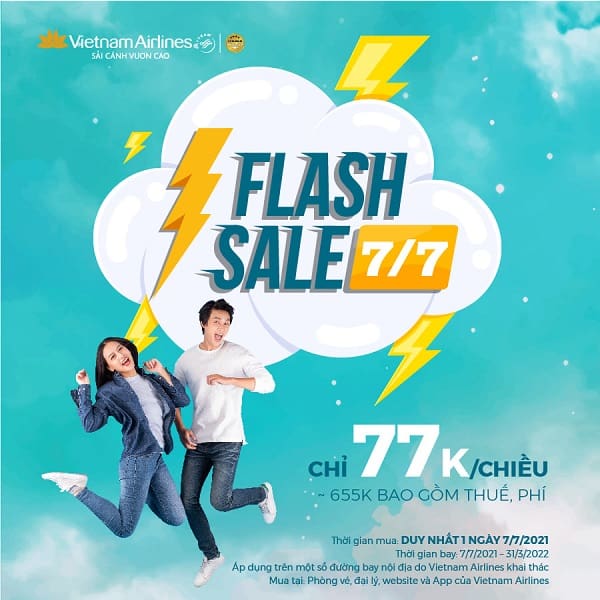 Vietnam Airlines
SẢI CÁNH VƯƠN CAO
FLASH
SALE 7/7
CHỈ 77K/CHIỀU
~ 655K BAO GỒM THUẾ, PHÍ
Thời gian mua: DUY NHẤT 1 NGÀY 7/7/2021
Thời gian bay: 7/7/2021 – 31/3/2022
Áp dụng trên một số đường bay nội địa do Vietnam Airlines khai thác
Mua tại: Phòng vé, đại lý, website và App của Vietnam Airlines